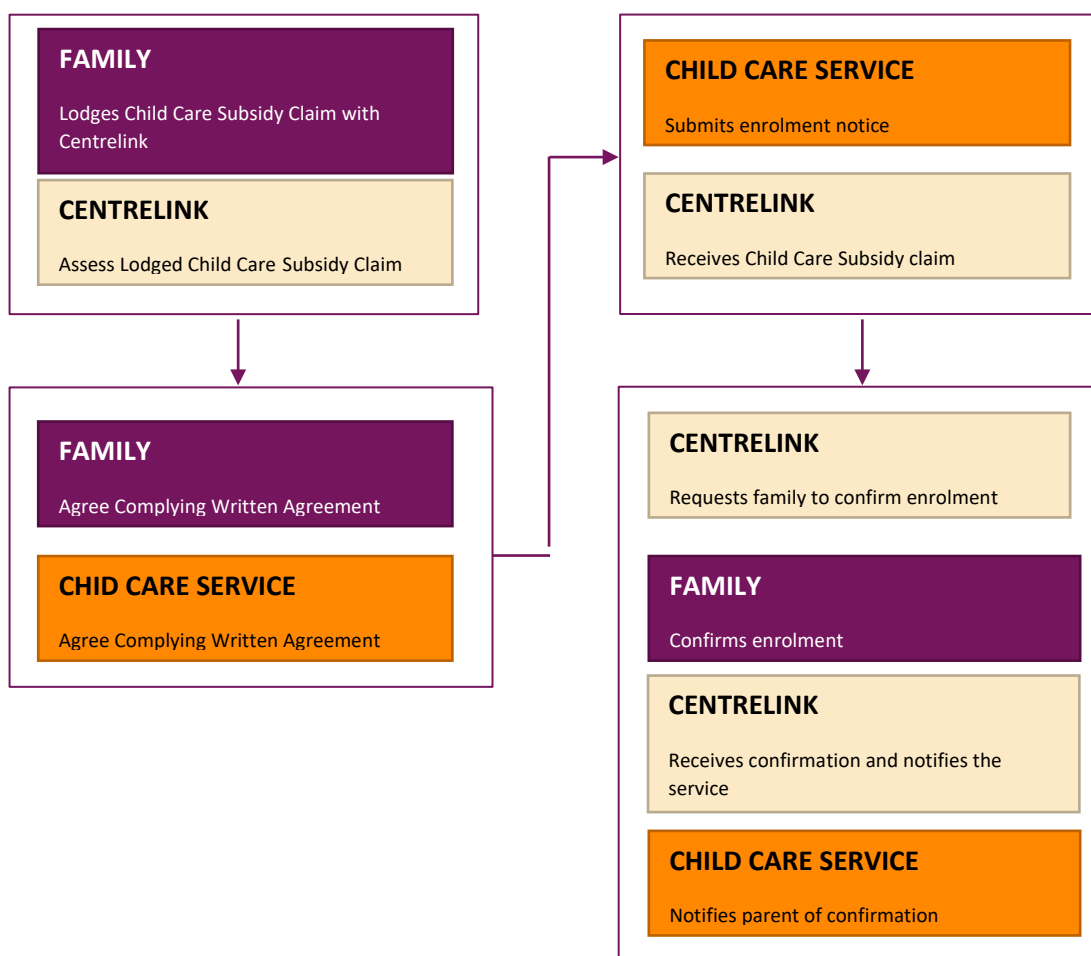 FAMILY
Lodges Child Care Subsidy Claim with
Centrelink
CENTRELINK
Assess Lodged Child Care Subsidy Claim
FAMILY
Agree Complying Written Agreement
CHID CARE SERVICE
Agree Complying Written Agreement
CHILD CARE SERVICE
Submits enrolment notice
CENTRELINK
Receives Child Care Subsidy claim
CENTRELINK
Requests family to confirm enrolment
FAMILY
Confirms enrolment
CENTRELINK
Receives confirmation and notifies the
service
CHILD CARE SERVICE
Notifies parent of confirmation